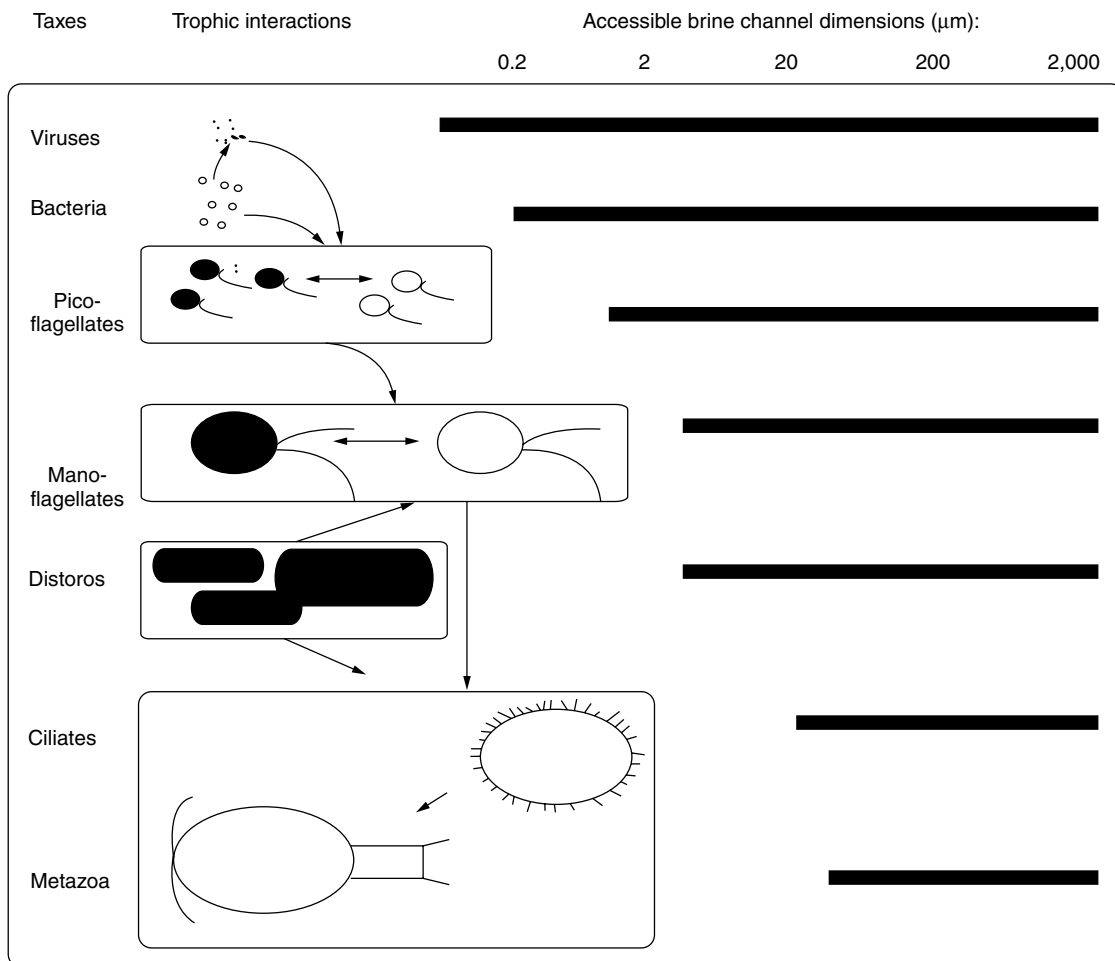 Taxes Trophic interactions Accessible brine channel dimensions (μm):
0.2 2 20 200 2,000
Viruses
Bacteria
Pico-
flagellates
Mano-
flagellates
Distoros
Ciliates
Metazoa